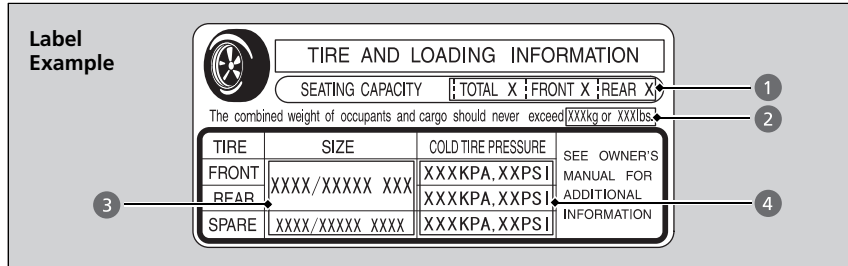 Label
Example
TIRE AND LOADING INFORMATION
SEATING CAPACITY TOTAL X FRONT X REAR X
1
The combined weight of occupants and cargo should never exceed XXXkg or XXXlbs.
2
TIRE SIZE COLD TIRE PRESSURE
SEE OWNER'S
MANUAL FOR
ADDITIONAL
INFORMATION
FRONT XXXX/XXXXX XXX XXXKPA,XXPSI
REAR XXXKPA,XXPSI
3
4
SPARE XXXX/XXXXX XXXX XXXKPA,XXPSI